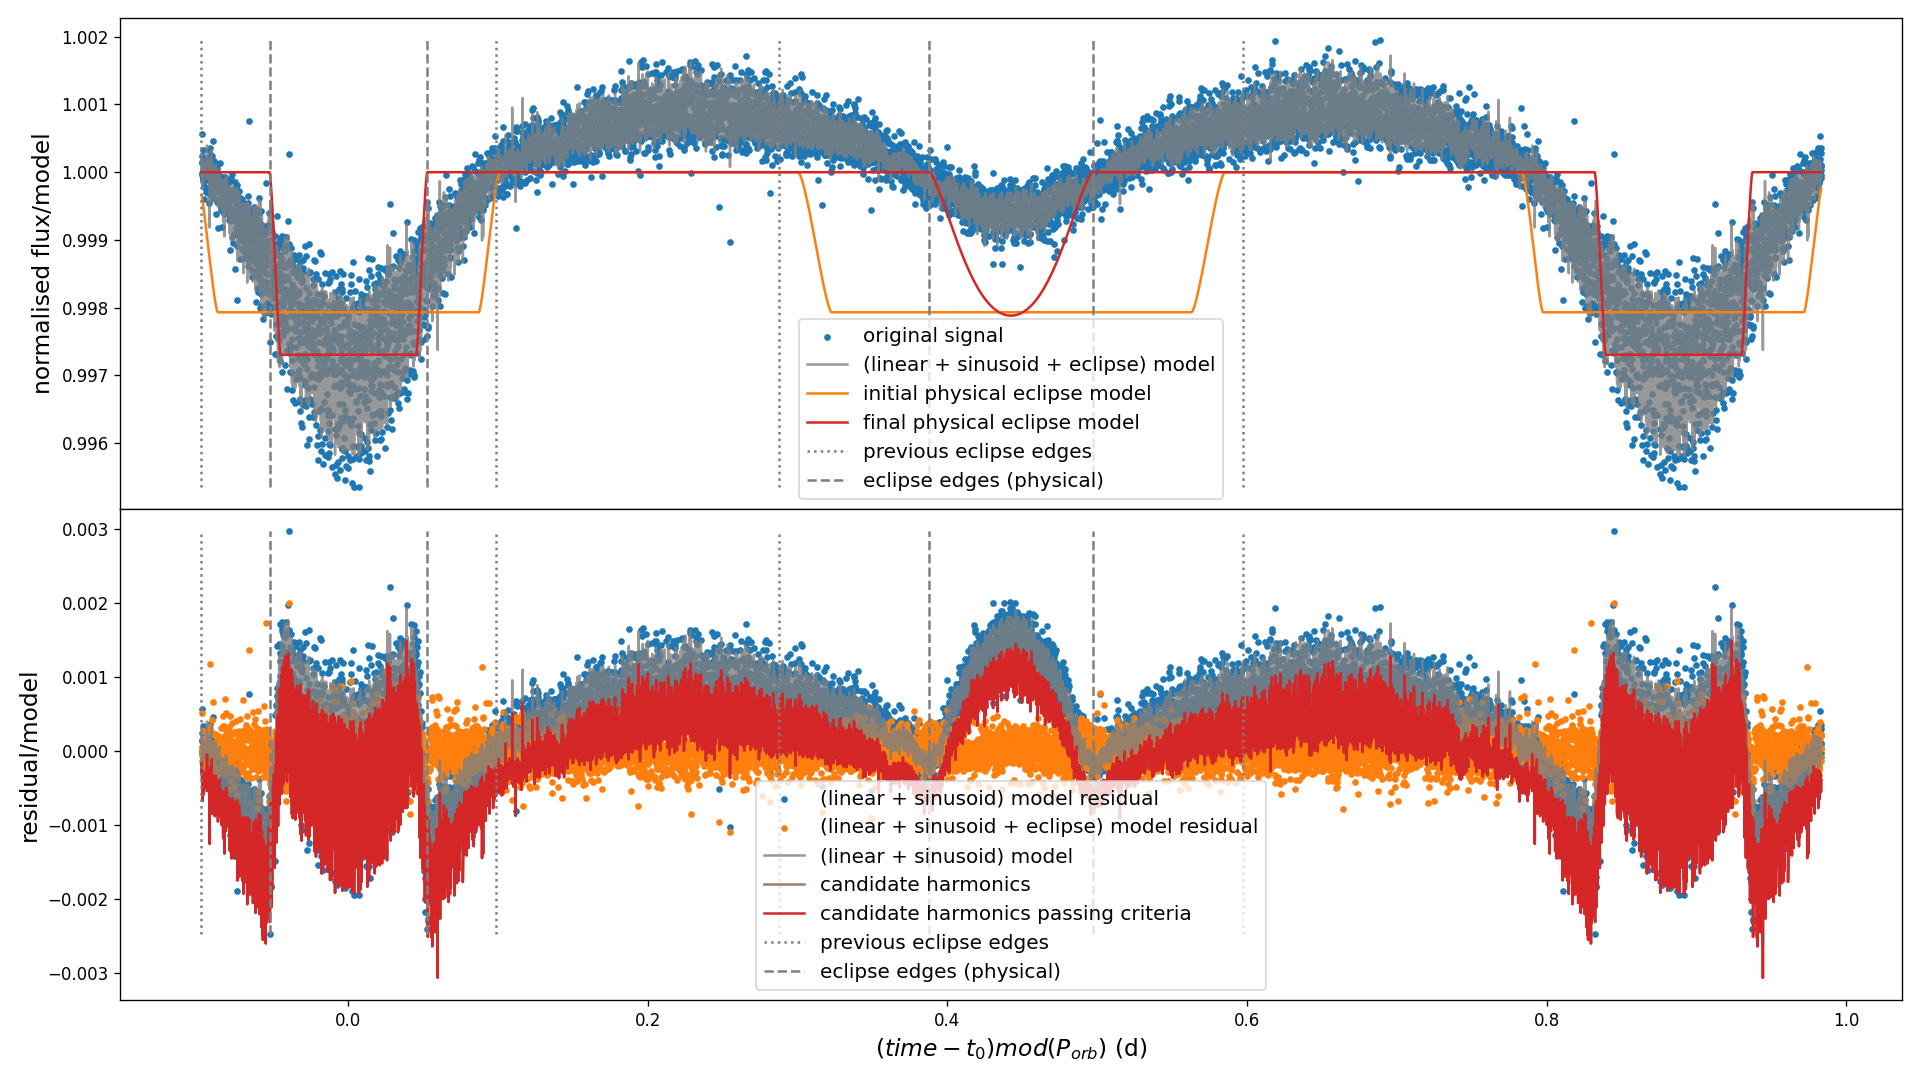 normalised flux/model
1.002
1.001
1.000
0.999
0.998
0.997
0.996
original signal
(linear + sinusoid + eclipse) model
initial physical eclipse model
final physical eclipse model
previous eclipse edges
eclipse edges (physical)
residual/model
0.003
0.002
0.001
0.000
−0.001
−0.002
−0.003
(linear + sinusoid) model residual
(linear + sinusoid + eclipse) model residual
(linear + sinusoid) model
candidate harmonics
candidate harmonics passing criteria
previous eclipse edges
eclipse edges (physical)
0.0 0.2 0.4 0.6 0.8 1.0
(time − t₀)mod(P_orb) (d)